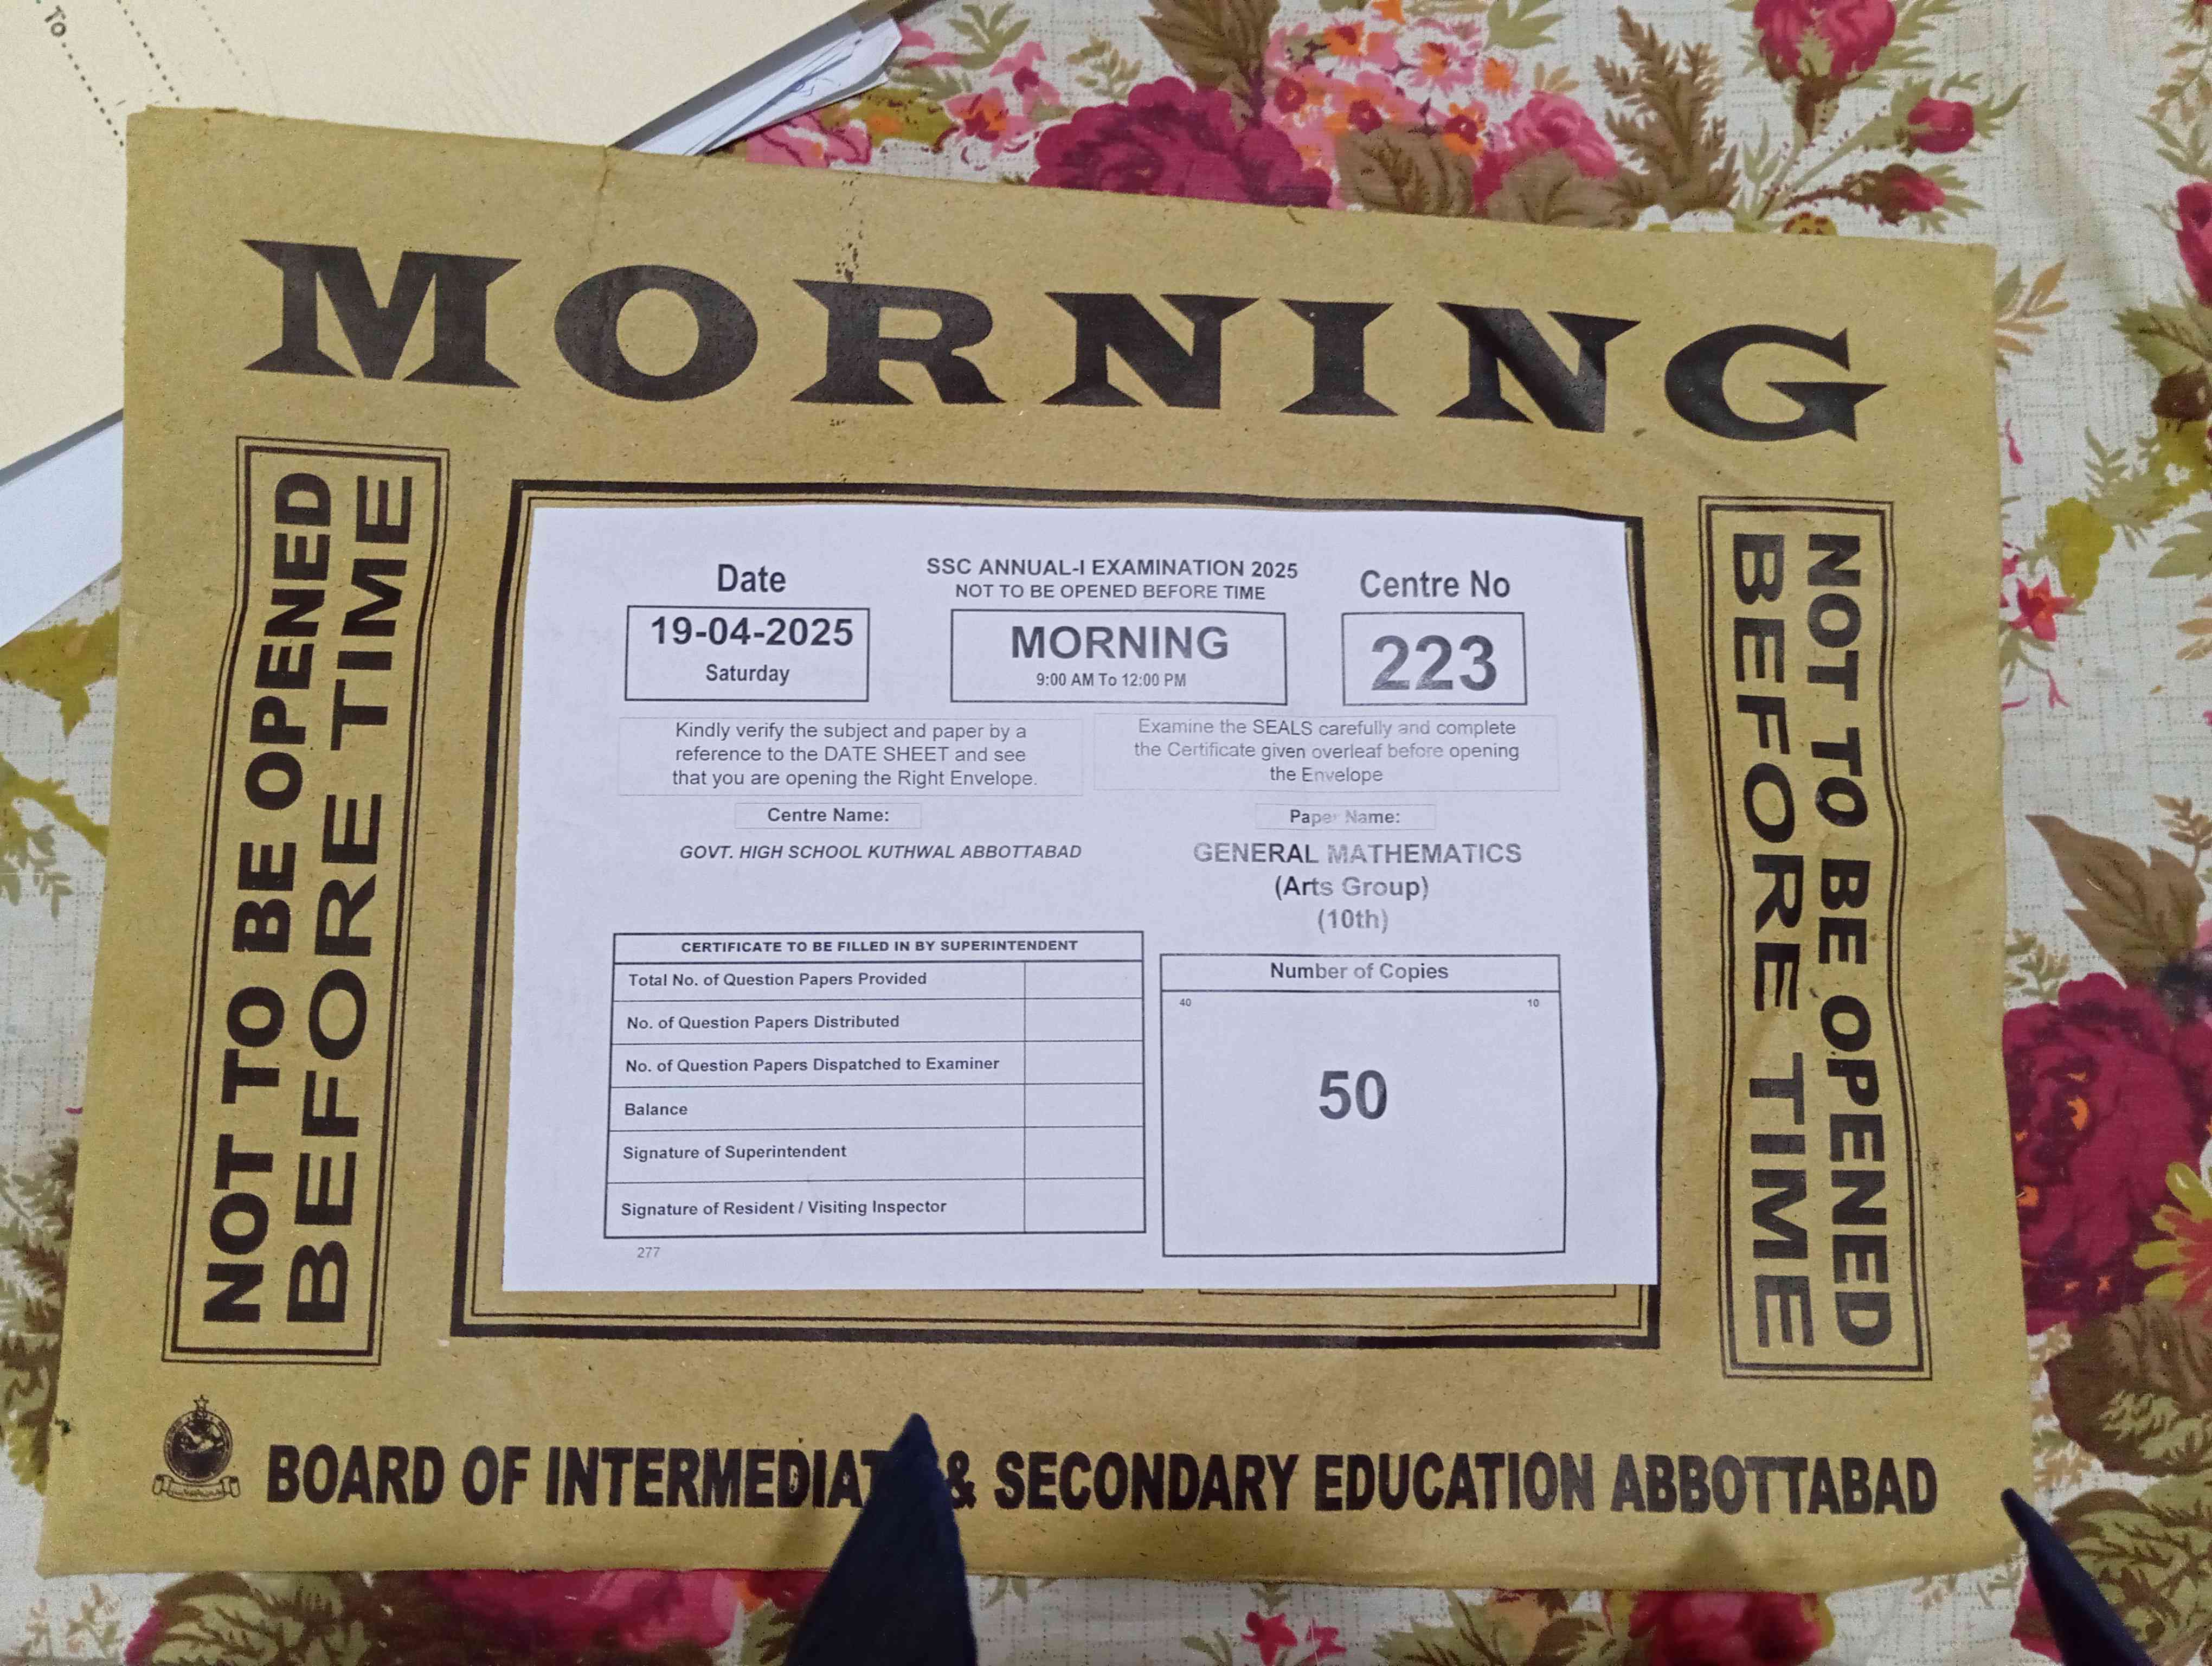 To
MORNING
NOT TO BE OPENED
BEFORE TIME
Date
19-04-2025
Saturday
SSC ANNUAL-I EXAMINATION 2025
NOT TO BE OPENED BEFORE TIME
MORNING
9:00 AM To 12:00 PM
Centre No
223
Kindly verify the subject and paper by a
reference to the DATE SHEET and see
that you are opening the Right Envelope.
Examine the SEALS carefully and complete
the Certificate given overleaf before opening
the Envelope
Centre Name:
GOVT. HIGH SCHOOL KUTHWAL ABBOTTABAD
Paper Name:
GENERAL MATHEMATICS
(Arts Group)
(10th)
CERTIFICATE TO BE FILLED IN BY SUPERINTENDENT
Total No. of Question Papers Provided
No. of Question Papers Distributed
No. of Question Papers Dispatched to Examiner
Balance
Signature of Superintendent
Signature of Resident / Visiting Inspector
277
Number of Copies
40 10
50
NOT TO BE OPENED
BEFORE TIME
BOARD OF INTERMEDIAT & SECONDARY EDUCATION ABBOTTABAD